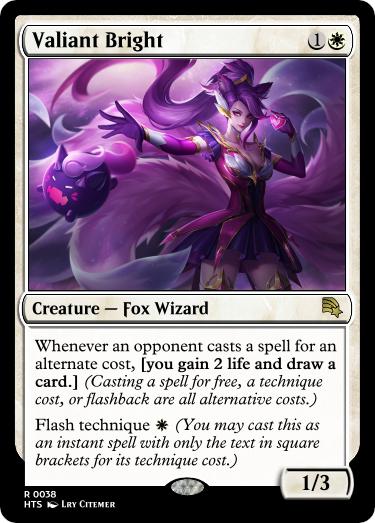 Valiant Bright 1
Creature — Fox Wizard
Whenever an opponent casts a spell for an
alternate cost, [you gain 2 life and draw a
card.] (Casting a spell for free, a technique
cost, or flashback are all alternative costs.)
Flash technique (You may cast this as
an instant spell with only the text in square
brackets for its technique cost.)
1/3
R 0038
HTS Lry Citemer